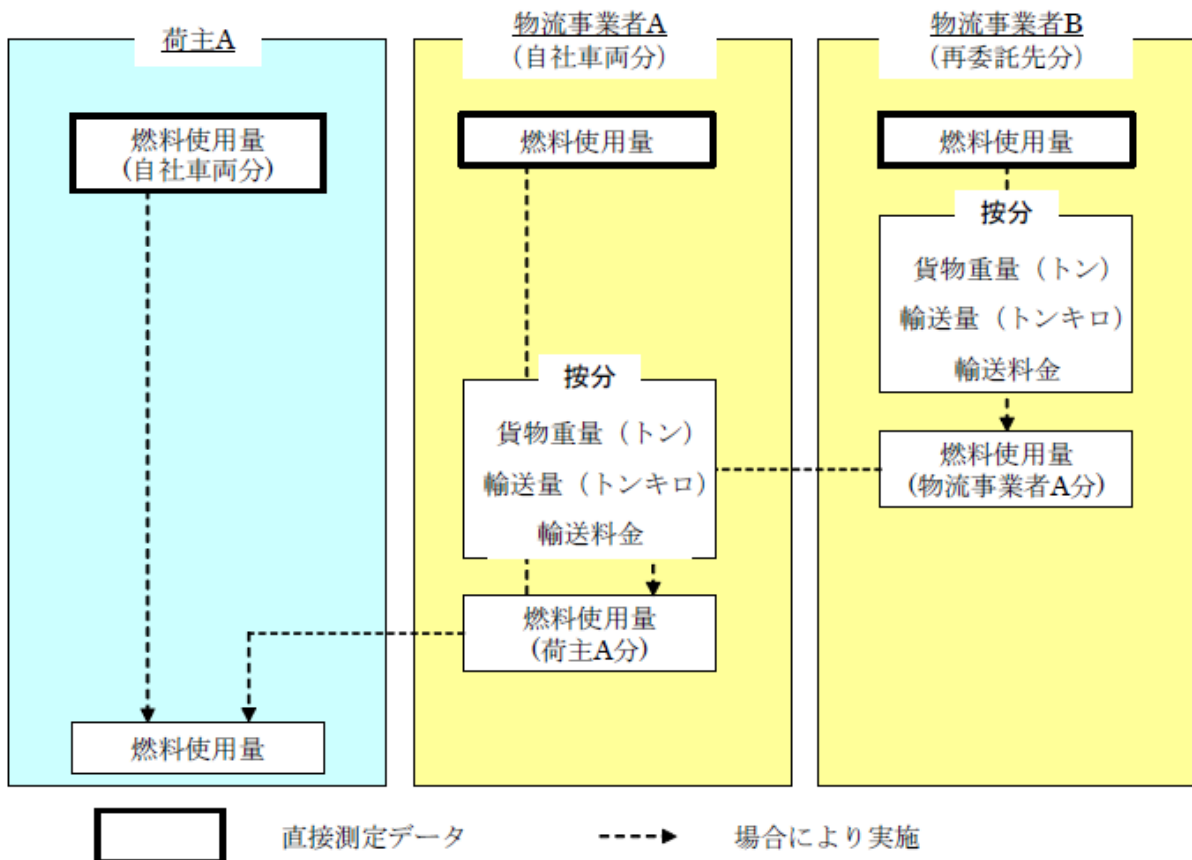 荷主A
燃料使用量
(自社車両分)
燃料使用量
物流事業者A
（自社車両分）
燃料使用量
按分
貨物重量（トン）
輸送量（トンキロ）
輸送料金
燃料使用量
(荷主A分)
物流事業者B
（再委託先分）
燃料使用量
按分
貨物重量（トン）
輸送量（トンキロ）
輸送料金
燃料使用量
(物流事業者A分)
直接測定データ
場合により実施